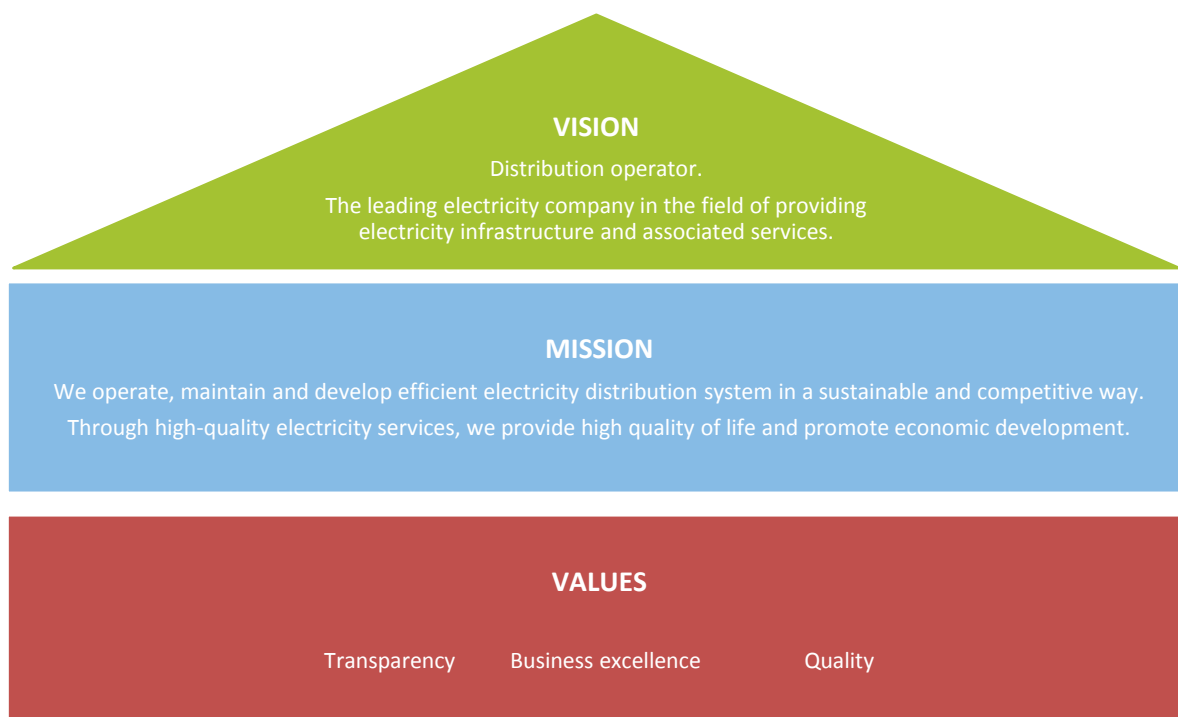 VISION
Distribution operator.
The leading electricity company in the field of providing
electricity infrastructure and associated services.
MISSION
We operate, maintain and develop efficient electricity distribution system in a sustainable and competitive way.
Through high-quality electricity services, we provide high quality of life and promote economic development.
VALUES
Transparency Business excellence Quality